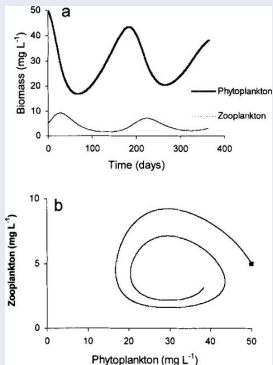 a
Biomass (mg L⁻¹)
50
40
30
20
10
0
0 100 200 300 400
Time (days)
Phytoplankton
Zooplankton
b
Zooplankton (mg L⁻¹)
10
5
0
0 10 20 30 40 50
Phytoplankton (mg L⁻¹)